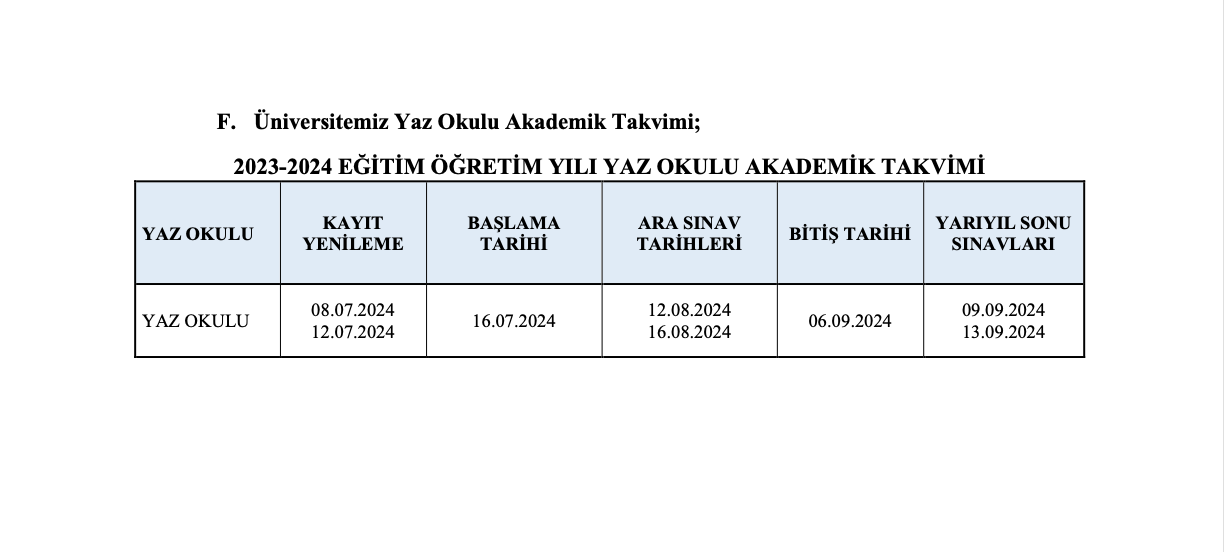 F. Üniversitemiz Yaz Okulu Akademik Takvimi;
2023-2024 EĞİTİM ÖĞRETİM YILI YAZ OKULU AKADEMİK TAKVİMİ
YAZ OKULU
KAYIT
YENİLEME
BAŞLAMA
TARİHİ
ARA SINAV
TARİHLERİ
BİTİŞ TARİHİ
YARIYIL SONU
SINAVLARI
YAZ OKULU
08.07.2024
12.07.2024
16.07.2024
12.08.2024
16.08.2024
06.09.2024
09.09.2024
13.09.2024